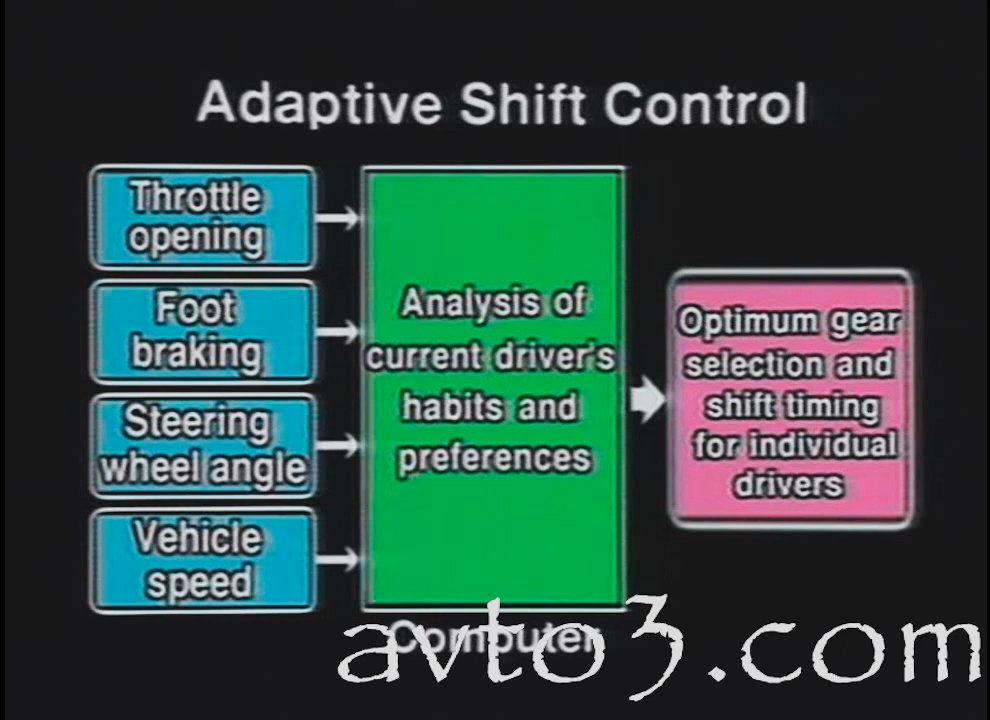 Adaptive Shift Control
Throttle
opening
Foot
braking
Steering
wheel angle
Vehicle
speed
Analysis of
current driver's
habits and
preferences
Optimum gear
selection and
shift timing
for individual
drivers
Computer
avto3.com